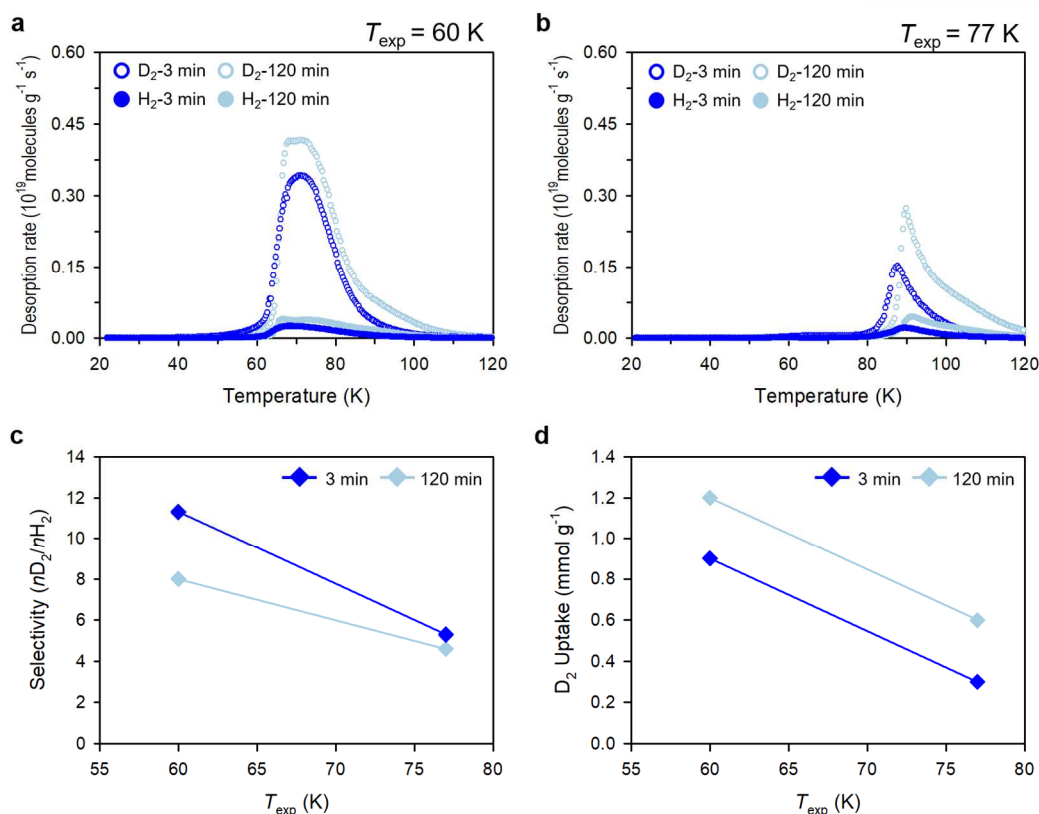 a
T_exp = 60 K
D₂-3 min
D₂-120 min
H₂-3 min
H₂-120 min
Desorption rate (10¹⁹molecules g⁻¹ s⁻¹)
0.60
0.45
0.30
0.15
0.00
20 40 60 80 100 120
Temperature (K)
b
T_exp = 77 K
D₂-3 min
D₂-120 min
H₂-3 min
H₂-120 min
Desorption rate (10¹⁹molecules g⁻¹ s⁻¹)
0.60
0.45
0.30
0.15
0.00
20 40 60 80 100 120
Temperature (K)
c
3 min
120 min
Selectivity (nD₂/nH₂)
14
12
10
8
6
4
2
0
55 60 65 70 75 80
T_exp (K)
d
3 min
120 min
D₂ Uptake (mmol g⁻¹)
1.4
1.2
1.0
0.8
0.6
0.4
0.2
0.0
55 60 65 70 75 80
T_exp (K)